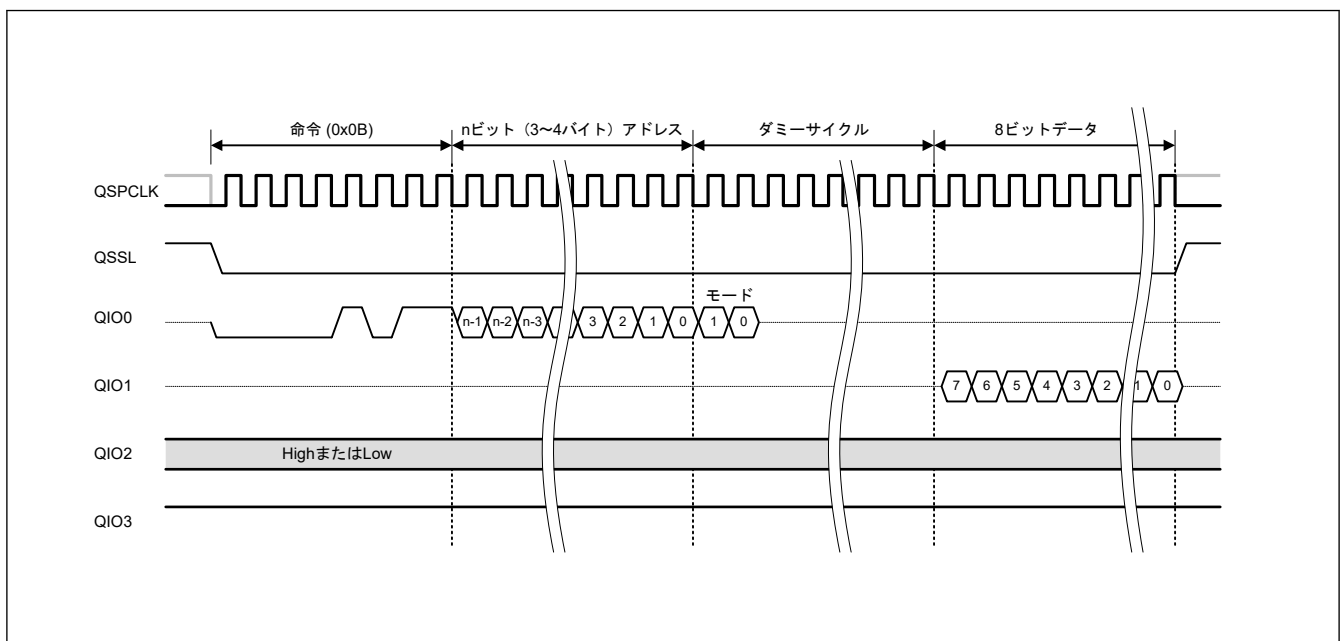 命令 (0x0B) nビット（3～4バイト）アドレス ダミーサイクル 8ビットデータ
QSPCLK
QSSL
モード
QIO0 n-1 n-2 n-3 3 2 1 0 1 0
QIO1 7 6 5 4 3 2 1 0
QIO2 HighまたはLow
QIO3